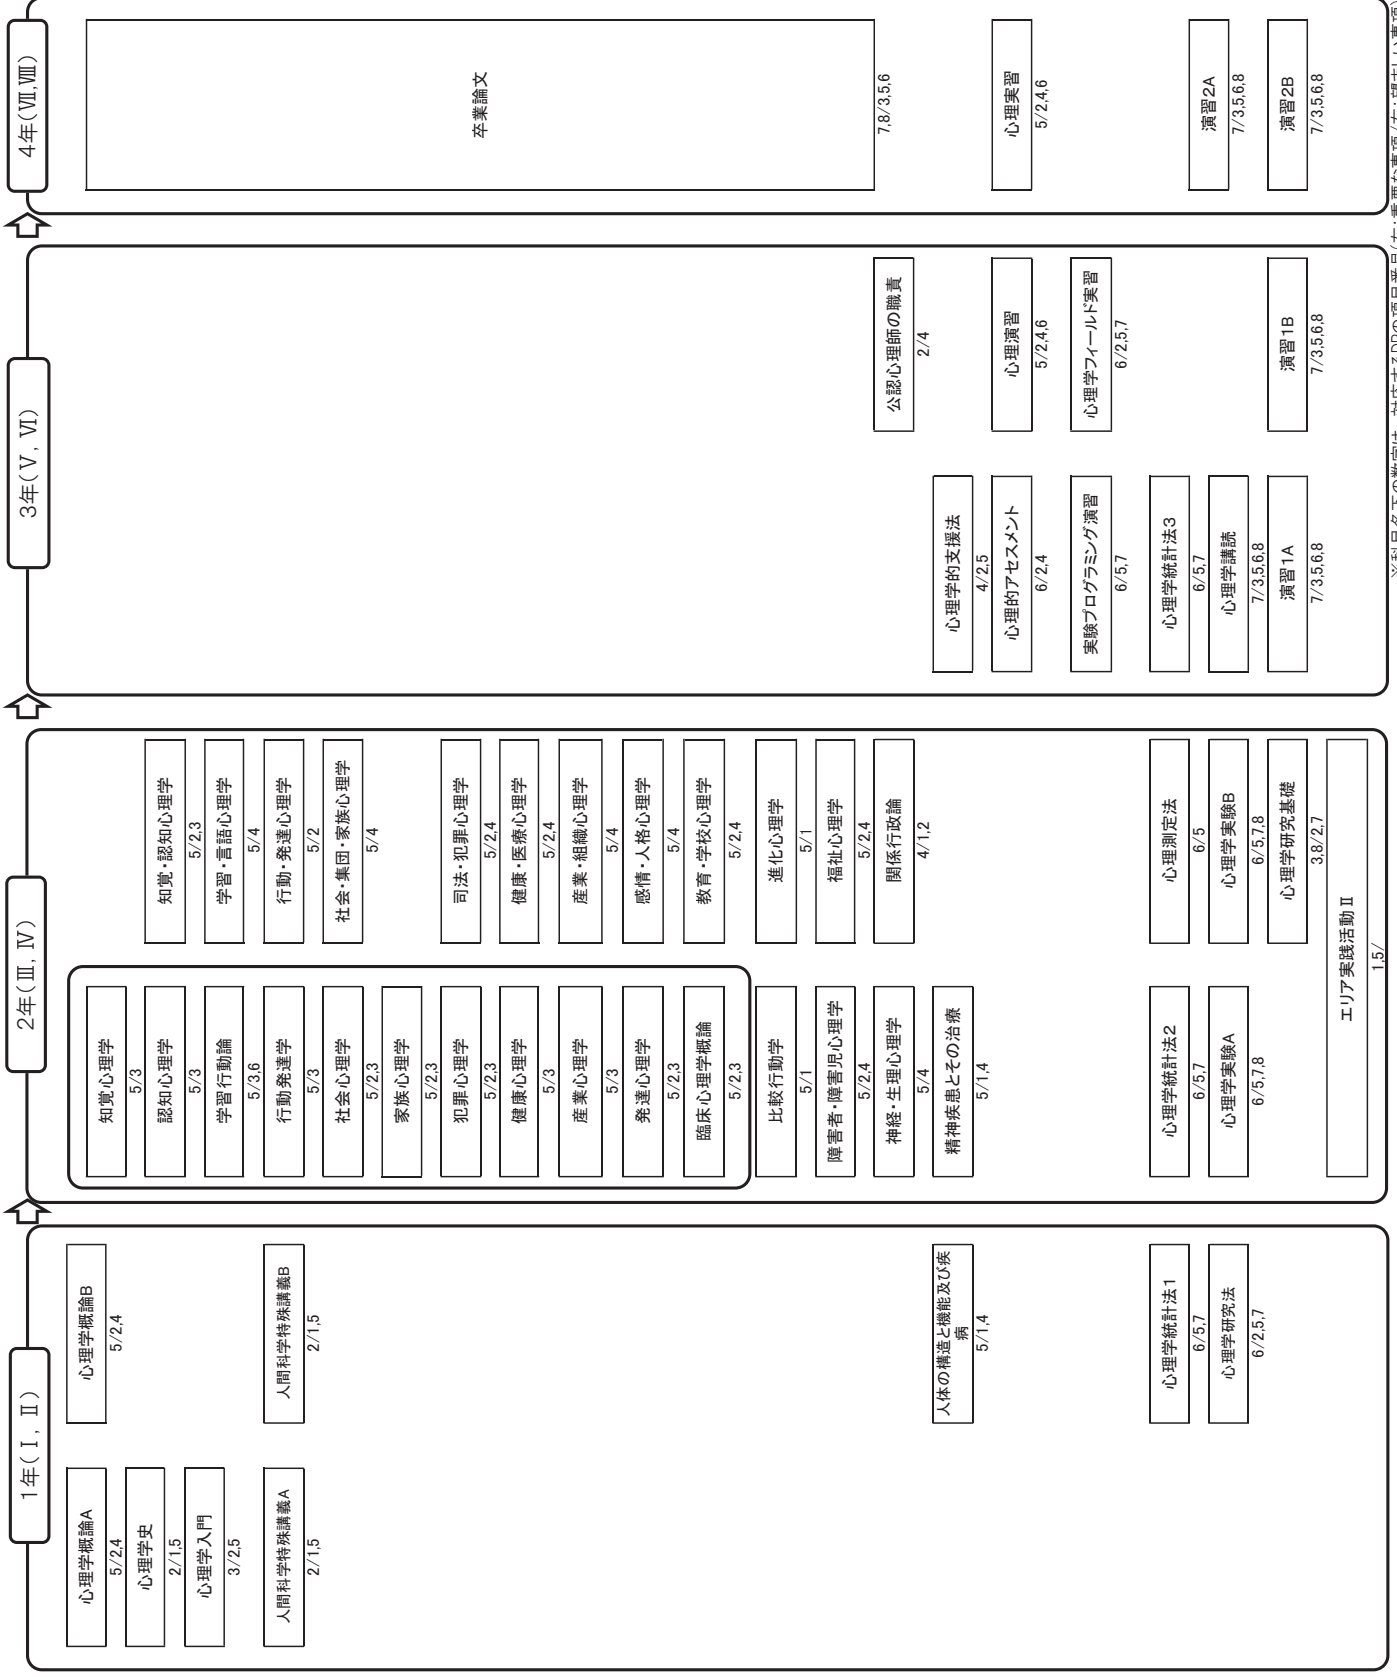 1年(Ⅰ, Ⅱ)
心理学概論A
5/2,4
心理学史
2/1,5
心理学入門
3/2,5
人間科学特殊講義A
2/1,5
心理学概論B
5/2,4
人間科学特殊講義B
2/1,5
人体の構造と機能及び疾
病
5/1,4
心理学統計法1
6/5,7
心理学研究法
6/2,5,7
2年(Ⅲ, Ⅳ)
知覚心理学
5/3
認知心理学
5/3
学習行動論
5/3,6
行動発達学
5/3
社会心理学
5/2,3
家族心理学
5/2,3
犯罪心理学
5/2,3
健康心理学
5/3
産業心理学
5/3
発達心理学
5/2,3
臨床心理学概論
5/2,3
比較行動学
5/1
障害者・障害児心理学
5/2,4
神経・生理心理学
5/4
精神疾患とその治療
5/1,4
心理学統計法2
6/5,7
心理学実験A
6/5,7,8
知覚・認知心理学
5/2,3
学習・言語心理学
5/4
行動・発達心理学
5/2
社会・集団・家族心理学
5/4
司法・犯罪心理学
5/2,4
健康・医療心理学
5/2,4
産業・組織心理学
5/4
感情・人格心理学
5/4
教育・学校心理学
5/2,4
進化心理学
5/1
福祉心理学
5/2,4
関係行政論
4/1,2
心理測定法
6/5
心理学実験B
6/5,7,8
心理学研究基礎
3,8/2,7
エリア実践活動Ⅱ
1,5/
3年(Ⅴ, Ⅵ)
心理学的支援法
4/2,5
心理的アセスメント
6/2,4
実験プログラミング演習
6/5,7
心理学統計法3
6/5,7
心理学講読
7/3,5,6,8
演習1A
7/3,5,6,8
公認心理師の職責
2/4
心理演習
5/2,4,6
心理学フィールド実習
6/2,5,7
演習1B
7/3,5,6,8
4年(Ⅶ,Ⅷ)
卒業論文
7,8/3,5,6
心理実習
5/2,4,6
演習2A
7/3,5,6,8
演習2B
7/3,5,6,8